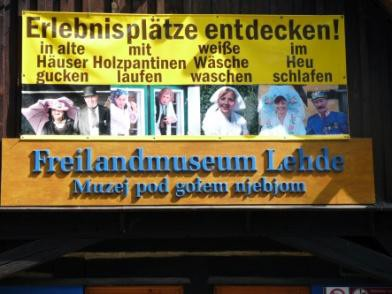 Erlebnisplätze entdecken!
in alte mit weiße im
Häuser Holzpantinen Wäsche Heu
gucken laufen waschen schlafen
Freilandmuseum Lehde
Muzej pod gołem njebjom